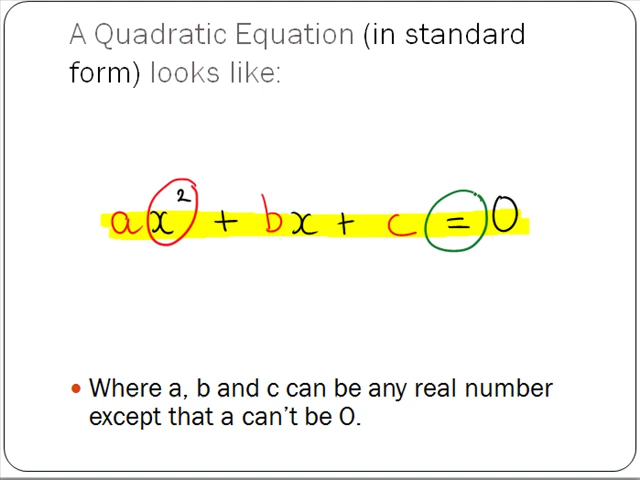 A Quadratic Equation (in standard
form) looks like:
ax² + bx + c = 0
Where a, b and c can be any real number
except that a can't be 0.